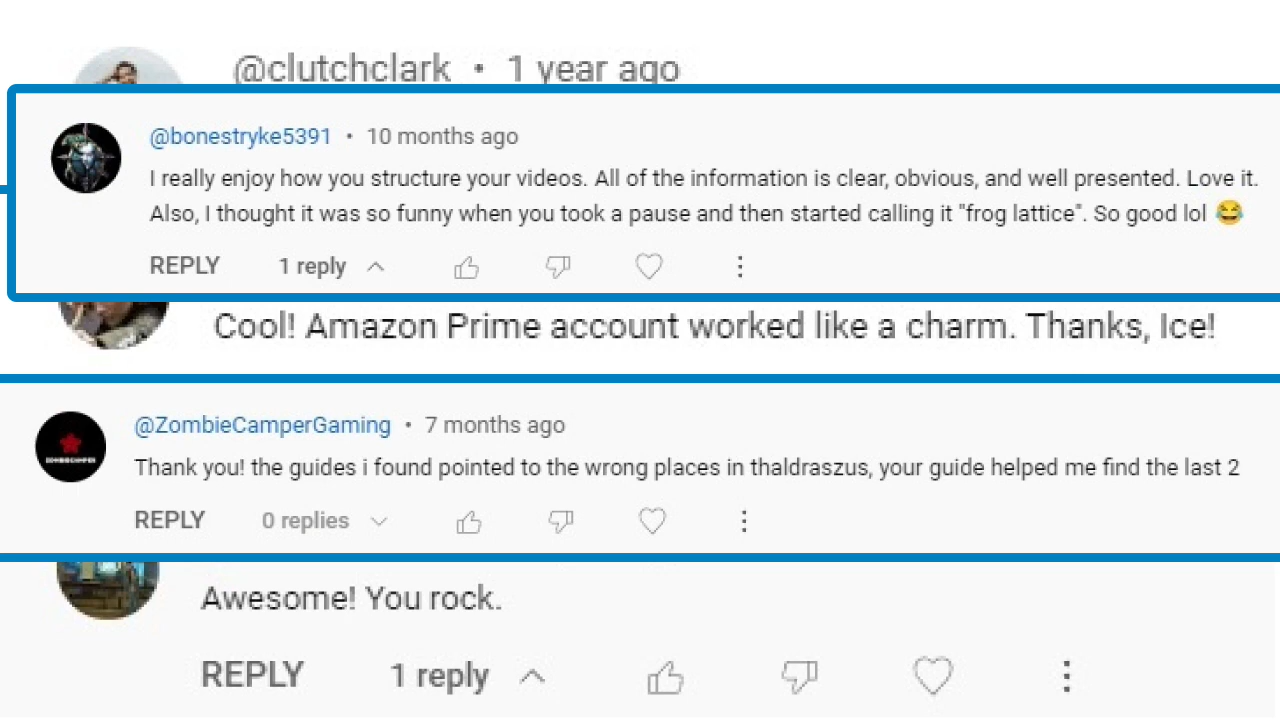 @clutchclark • 1 year ago
@bonestryke5391 • 10 months ago
I really enjoy how you structure your videos. All of the information is clear, obvious, and well presented. Love it.
Also, I thought it was so funny when you took a pause and then started calling it "frog lattice". So good lol 😂
REPLY 1 reply
Cool! Amazon Prime account worked like a charm. Thanks, Ice!
@ZombieCamperGaming • 7 months ago
ZOMBIECAMPER
Thank you! the guides i found pointed to the wrong places in thaldraszus, your guide helped me find the last 2
REPLY 0 replies
Awesome! You rock.
REPLY 1 reply